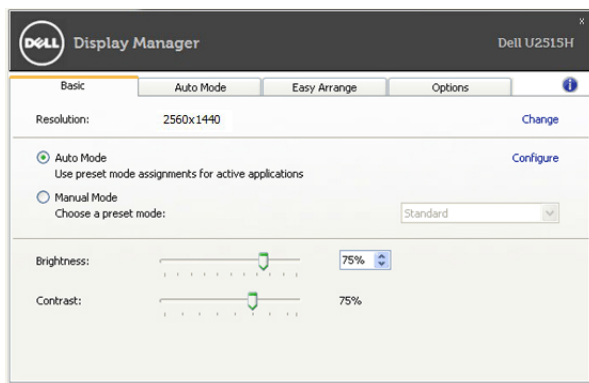 DELL Display Manager
x
Dell U2515H
Basic Auto Mode Easy Arrange Options i
Resolution: 2560x1440 Change
Auto Mode Configure
Use preset mode assignments for active applications
Manual Mode
Choose a preset mode: Standard
Brightness: 75%
Contrast: 75%